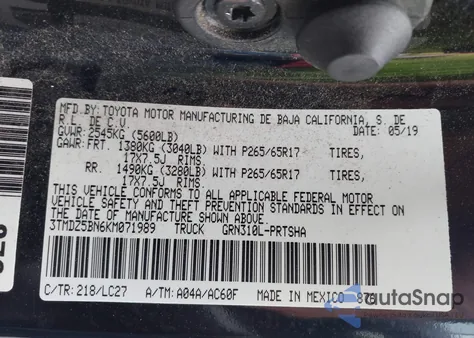 MFD BY: TOYOTA MOTOR MANUFACTURING DE BAJA CALIFORNIA, S. DE
R.L. DE C.V. DATE: 05/19
GVWR: 2545KG (5600LB)
GAWR: FRT. 1380KG (3040LB) WITH P265/65R17 TIRES,
17X7.5J RIMS
RR. 1490KG (3280LB) WITH P265/65R17 TIRES,
17X7.5J RIMS
THIS VEHICLE CONFORMS TO ALL APPLICABLE FEDERAL MOTOR
VEHICLE SAFETY AND THEFT PREVENTION STANDARDS IN EFFECT ON
THE DATE OF MANUFACTURE SHOWN ABOVE.
3TMDZ5BN6KM071989 TRUCK GRN310L-PRTSHA
C/TR: 218/LC27 A/TM: A04A/AC60F MADE IN MEXICO
autoSnap